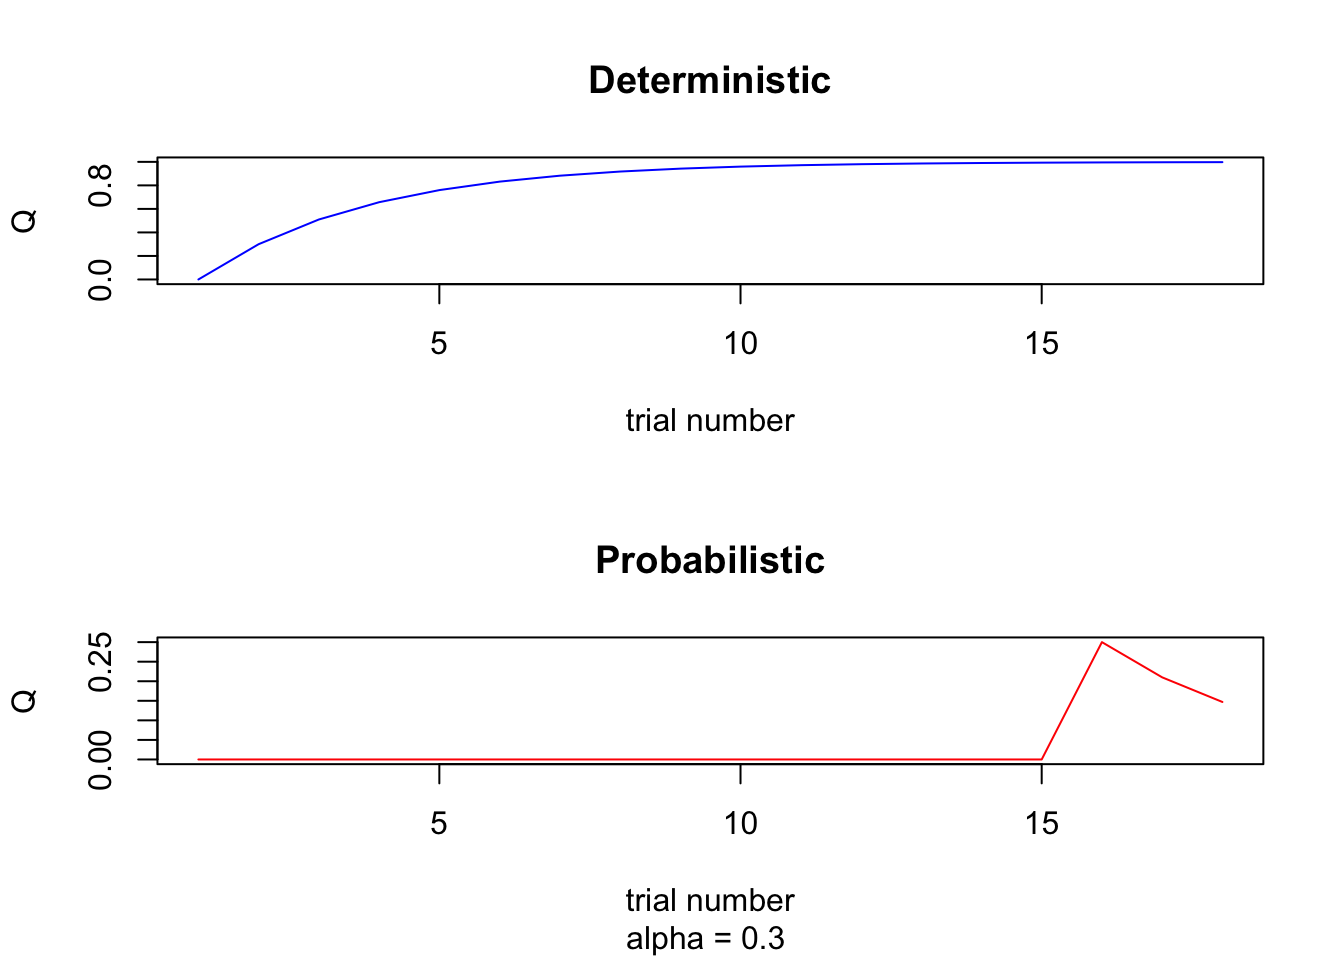 Deterministic
Q
0.8
0.0
5 10 15
trial number
Probabilistic
Q
0.25
0.00
5 10 15
trial number
alpha = 0.3